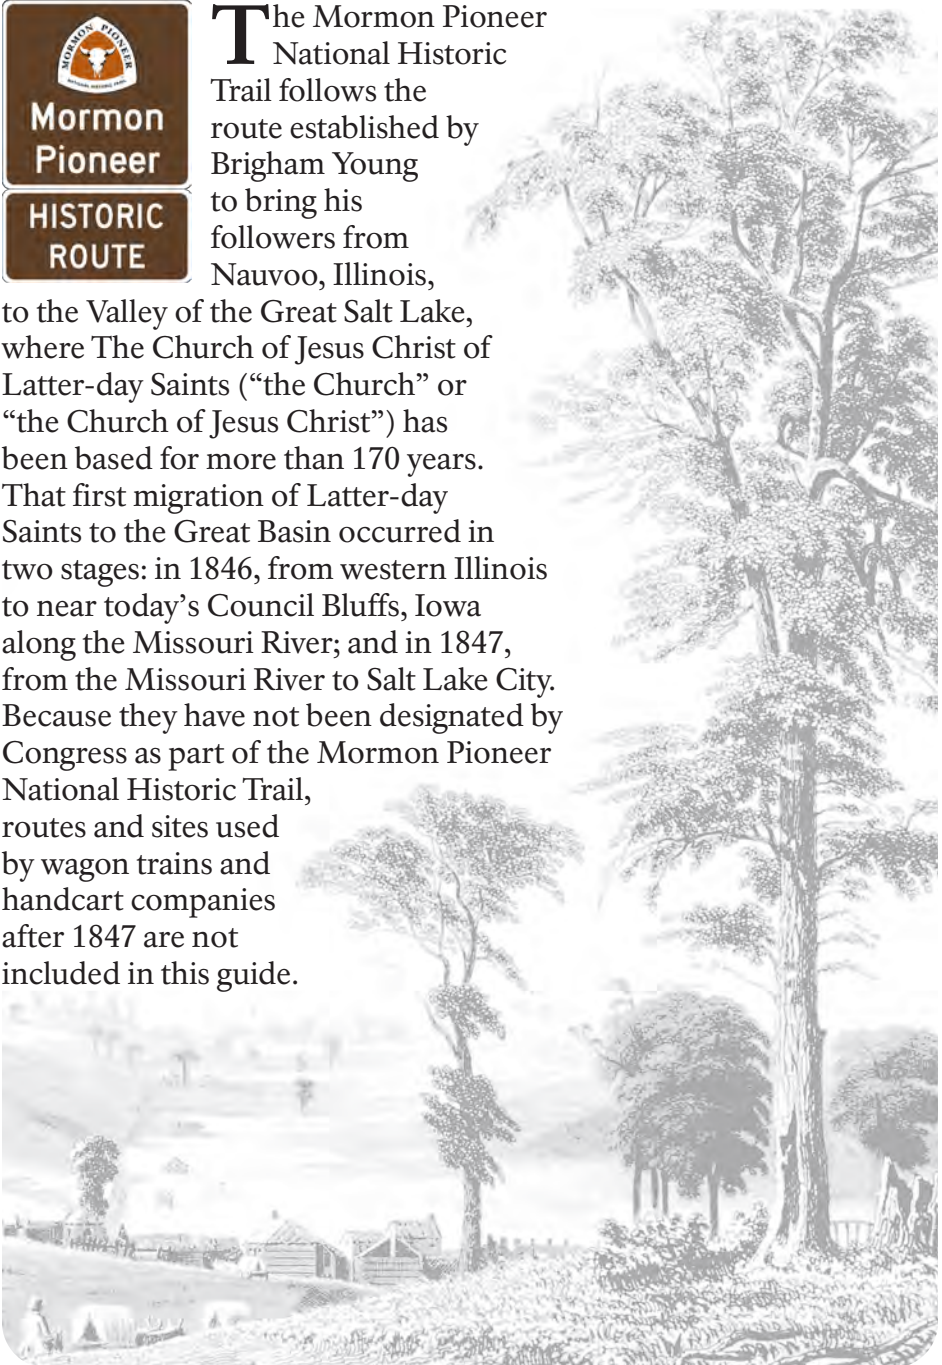 MORMON PIONEER
NATIONAL HISTORIC TRAIL
Mormon
Pioneer
HISTORIC
ROUTE
The Mormon Pioneer
National Historic
Trail follows the
route established by
Brigham Young
to bring his
followers from
Nauvoo, Illinois,
to the Valley of the Great Salt Lake,
where The Church of Jesus Christ of
Latter-day Saints (“the Church” or
“the Church of Jesus Christ”) has
been based for more than 170 years.
That first migration of Latter-day
Saints to the Great Basin occurred in
two stages: in 1846, from western Illinois
to near today’s Council Bluffs, Iowa
along the Missouri River; and in 1847,
from the Missouri River to Salt Lake City.
Because they have not been designated by
Congress as part of the Mormon Pioneer
National Historic Trail,
routes and sites used
by wagon trains and
handcart companies
after 1847 are not
included in this guide.